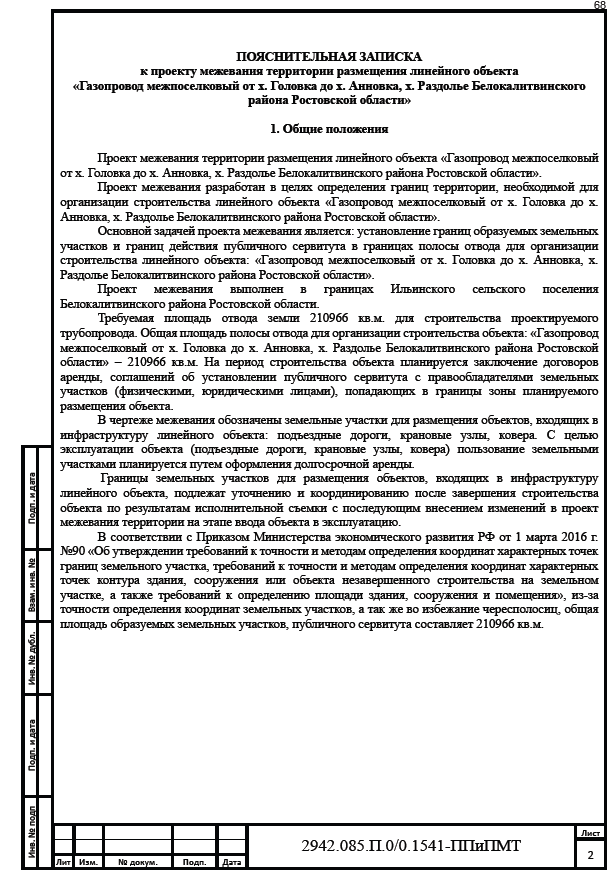 68
ПОЯСНИТЕЛЬНАЯ ЗАПИСКА
к проекту межевания территории размещения линейного объекта
«Газопровод межпоселковый от х. Головка до х. Анновка, х. Раздолье Белокалитвинского
района Ростовской области»
1. Общие положения
Проект межевания территории размещения линейного объекта «Газопровод межпоселковый
от х. Головка до х. Анновка, х. Раздолье Белокалитвинского района Ростовской области».
Проект межевания разработан в целях определения границ территории, необходимой для
организации строительства линейного объекта «Газопровод межпоселковый от х. Головка до х.
Анновка, х. Раздолье Белокалитвинского района Ростовской области».
Основной задачей проекта межевания является: установление границ образуемых земельных
участков и границ действия публичного сервитута в границах полосы отвода для организации
строительства линейного объекта: «Газопровод межпоселковый от х. Головка до х. Анновка, х.
Раздолье Белокалитвинского района Ростовской области».
Проект межевания выполнен в границах Ильинского сельского поселения
Белокалитвинского района Ростовской области.
Требуемая площадь отвода земли 210966 кв.м. для строительства проектируемого
трубопровода. Общая площадь полосы отвода для организации строительства объекта: «Газопровод
межпоселковый от х. Головка до х. Анновка, х. Раздолье Белокалитвинского района Ростовской
области» – 210966 кв.м. На период строительства объекта планируется заключение договоров
аренды, соглашений об установлении публичного сервитута с правообладателями земельных
участков (физическими, юридическими лицами), попадающих в границы зоны планируемого
размещения объекта.
В чертеже межевания обозначены земельные участки для размещения объектов, входящих в
инфраструктуру линейного объекта: подъездные дороги, крановые узлы, ковера. С целью
эксплуатации объекта (подъездные дороги, крановые узлы, ковера) пользование земельными
участками планируется путем оформления долгосрочной аренды.
Границы земельных участков для размещения объектов, входящих в инфраструктуру
линейного объекта, подлежат уточнению и координированию после завершения строительства
объекта по результатам исполнительной съемки с последующим внесением изменений в проект
межевания территории на этапе ввода объекта в эксплуатацию.
В соответствии с Приказом Министерства экономического развития РФ от 1 марта 2016 г.
№90 «Об утверждении требований к точности и методам определения координат характерных точек
границ земельного участка, требований к точности и методам определения координат характерных
точек контура здания, сооружения или объекта незавершенного строительства на земельном
участке, а также требований к определению площади здания, сооружения и помещения», из-за
точности определения координат земельных участков, а так же во избежание чересполосиц, общая
площадь образуемых земельных участков, публичного сервитута составляет 210966 кв.м.
Подп. и дата
Взам. инв. №
Инв. № дубл.
Подп. и дата
Инв. № подп
Лит Изм. № докум. Подп. Дата
2942.085.П.0/0.1541-ППиПМТ
Лист
2